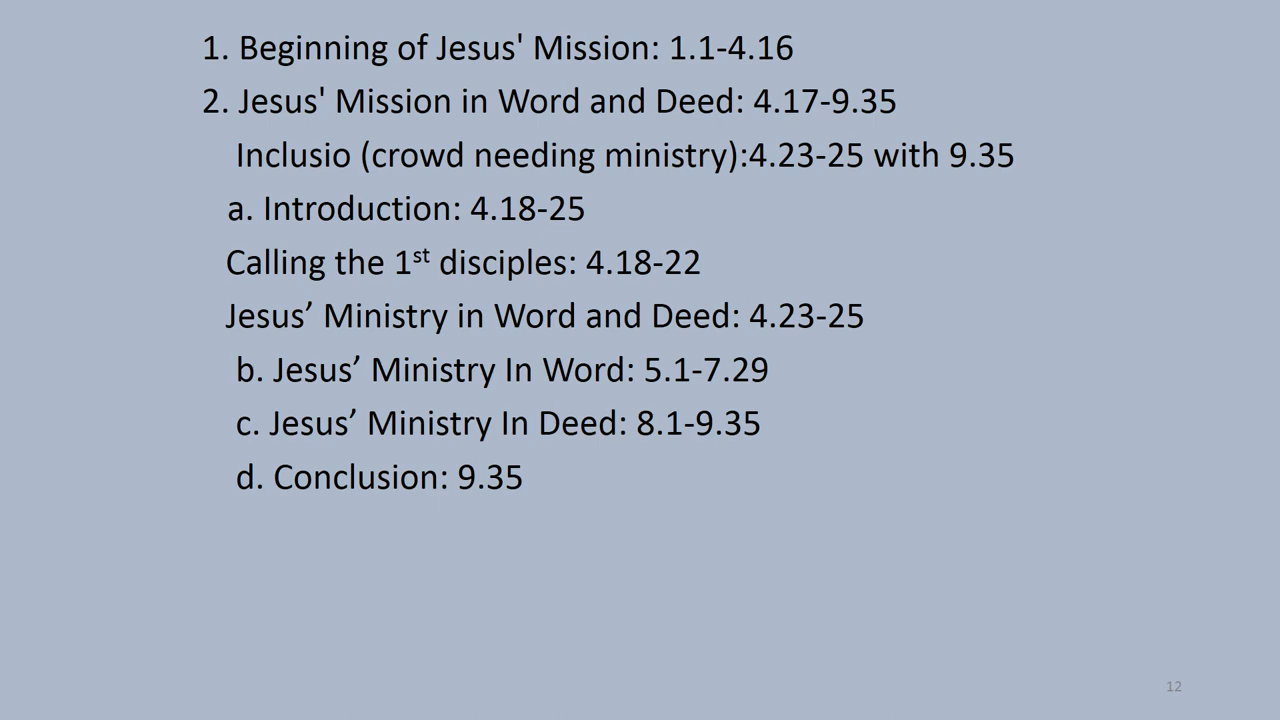 1. Beginning of Jesus' Mission: 1.1-4.16
2. Jesus' Mission in Word and Deed: 4.17-9.35
Inclusio (crowd needing ministry):4.23-25 with 9.35
a. Introduction: 4.18-25
Calling the 1st disciples: 4.18-22
Jesus’ Ministry in Word and Deed: 4.23-25
b. Jesus’ Ministry In Word: 5.1-7.29
c. Jesus’ Ministry In Deed: 8.1-9.35
d. Conclusion: 9.35
12